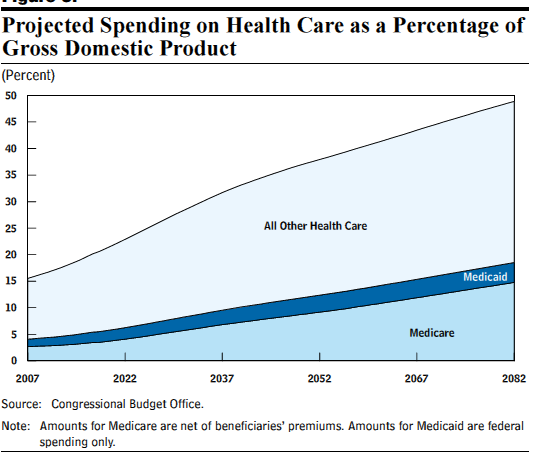 Projected Spending on Health Care as a Percentage of
Gross Domestic Product
(Percent)
50
45
40
35
30
25
20
15
10
5
0
All Other Health Care
Medicaid
Medicare
2007 2022 2037 2052 2067 2082
Source: Congressional Budget Office.
Note: Amounts for Medicare are net of beneficiaries' premiums. Amounts for Medicaid are federal
spending only.